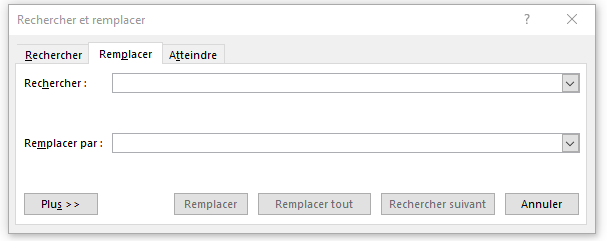 Rechercher et remplacer ? ×
Rechercher Remplacer Atteindre
Rechercher :
Remplacer par :
Plus >> Remplacer Remplacer tout Rechercher suivant Annuler